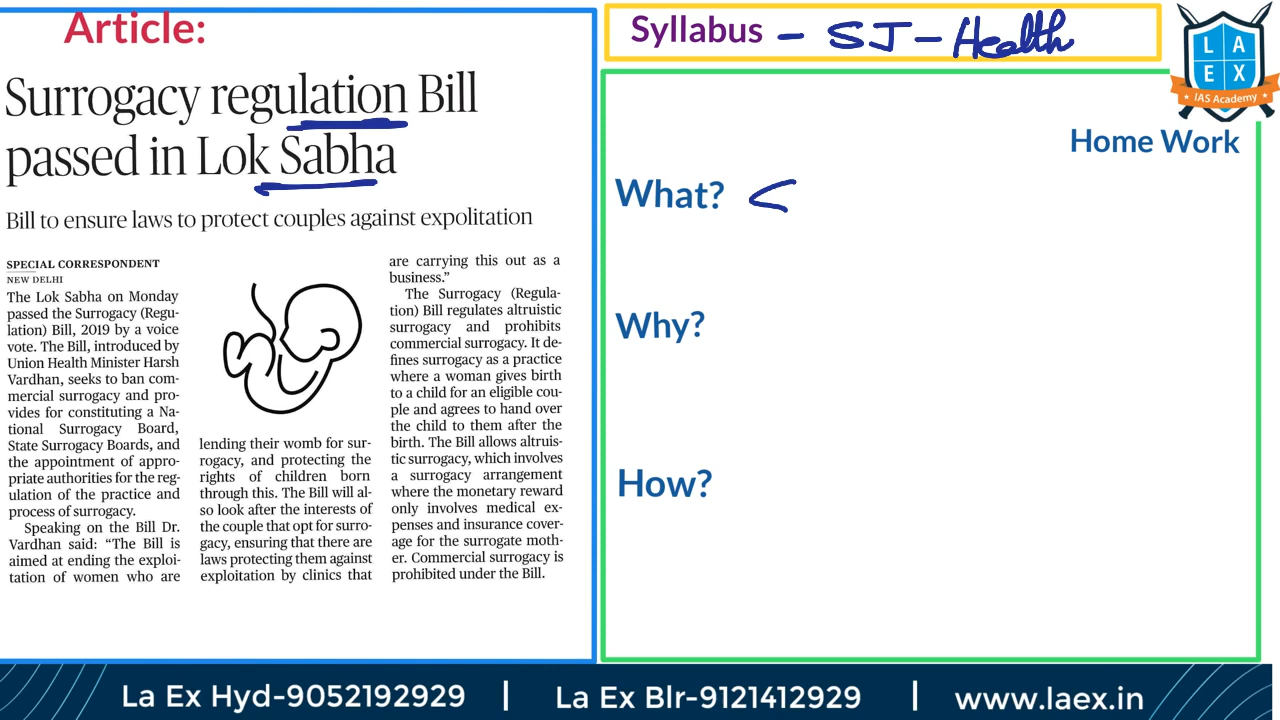 Article:
Surrogacy regulation Bill
passed in Lok Sabha
Bill to ensure laws to protect couples against expolitation
SPECIAL CORRESPONDENT
NEW DELHI
The Lok Sabha on Monday
passed the Surrogacy (Regu-
lation) Bill, 2019 by a voice
vote. The Bill, introduced by
Union Health Minister Harsh
Vardhan, seeks to ban com-
mercial surrogacy and pro-
vides for constituting a Na-
tional Surrogacy Board,
State Surrogacy Boards, and
the appointment of appro-
priate authorities for the reg-
ulation of the practice and
process of surrogacy.
Speaking on the Bill Dr.
Vardhan said: “The Bill is
aimed at ending the exploi-
tation of women who are
lending their womb for sur-
rogacy, and protecting the
rights of children born
through this. The Bill will al-
so look after the interests of
the couple that opt for surro-
gacy, ensuring that there are
laws protecting them against
exploitation by clinics that
are carrying this out as a
business.”
The Surrogacy (Regula-
tion) Bill regulates altruistic
surrogacy and prohibits
commercial surrogacy. It de-
fines surrogacy as a practice
where a woman gives birth
to a child for an eligible cou-
ple and agrees to hand over
the child to them after the
birth. The Bill allows altruis-
tic surrogacy, which involves
a surrogacy arrangement
where the monetary reward
only involves medical ex-
penses and insurance cover-
age for the surrogate moth-
er. Commercial surrogacy is
prohibited under the Bill.
Syllabus - SJ - Health
L A
E X
IAS Academy
Home Work
What? <
Why?
How?
La Ex Hyd-9052192929 | La Ex Blr-9121412929 | www.laex.in